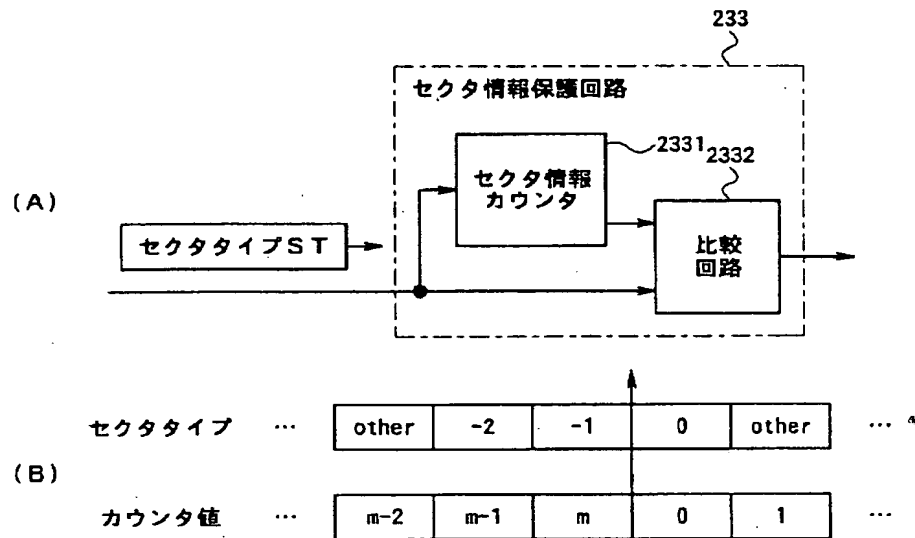 233
セクタ情報保護回路
2331
2332
セクタ情報
カウンタ
(A)
セクタタイプST
比較
回路
セクタタイプ … other -2 -1 0 other …
(B)
カウンタ値 … m-2 m-1 m 0 1 …